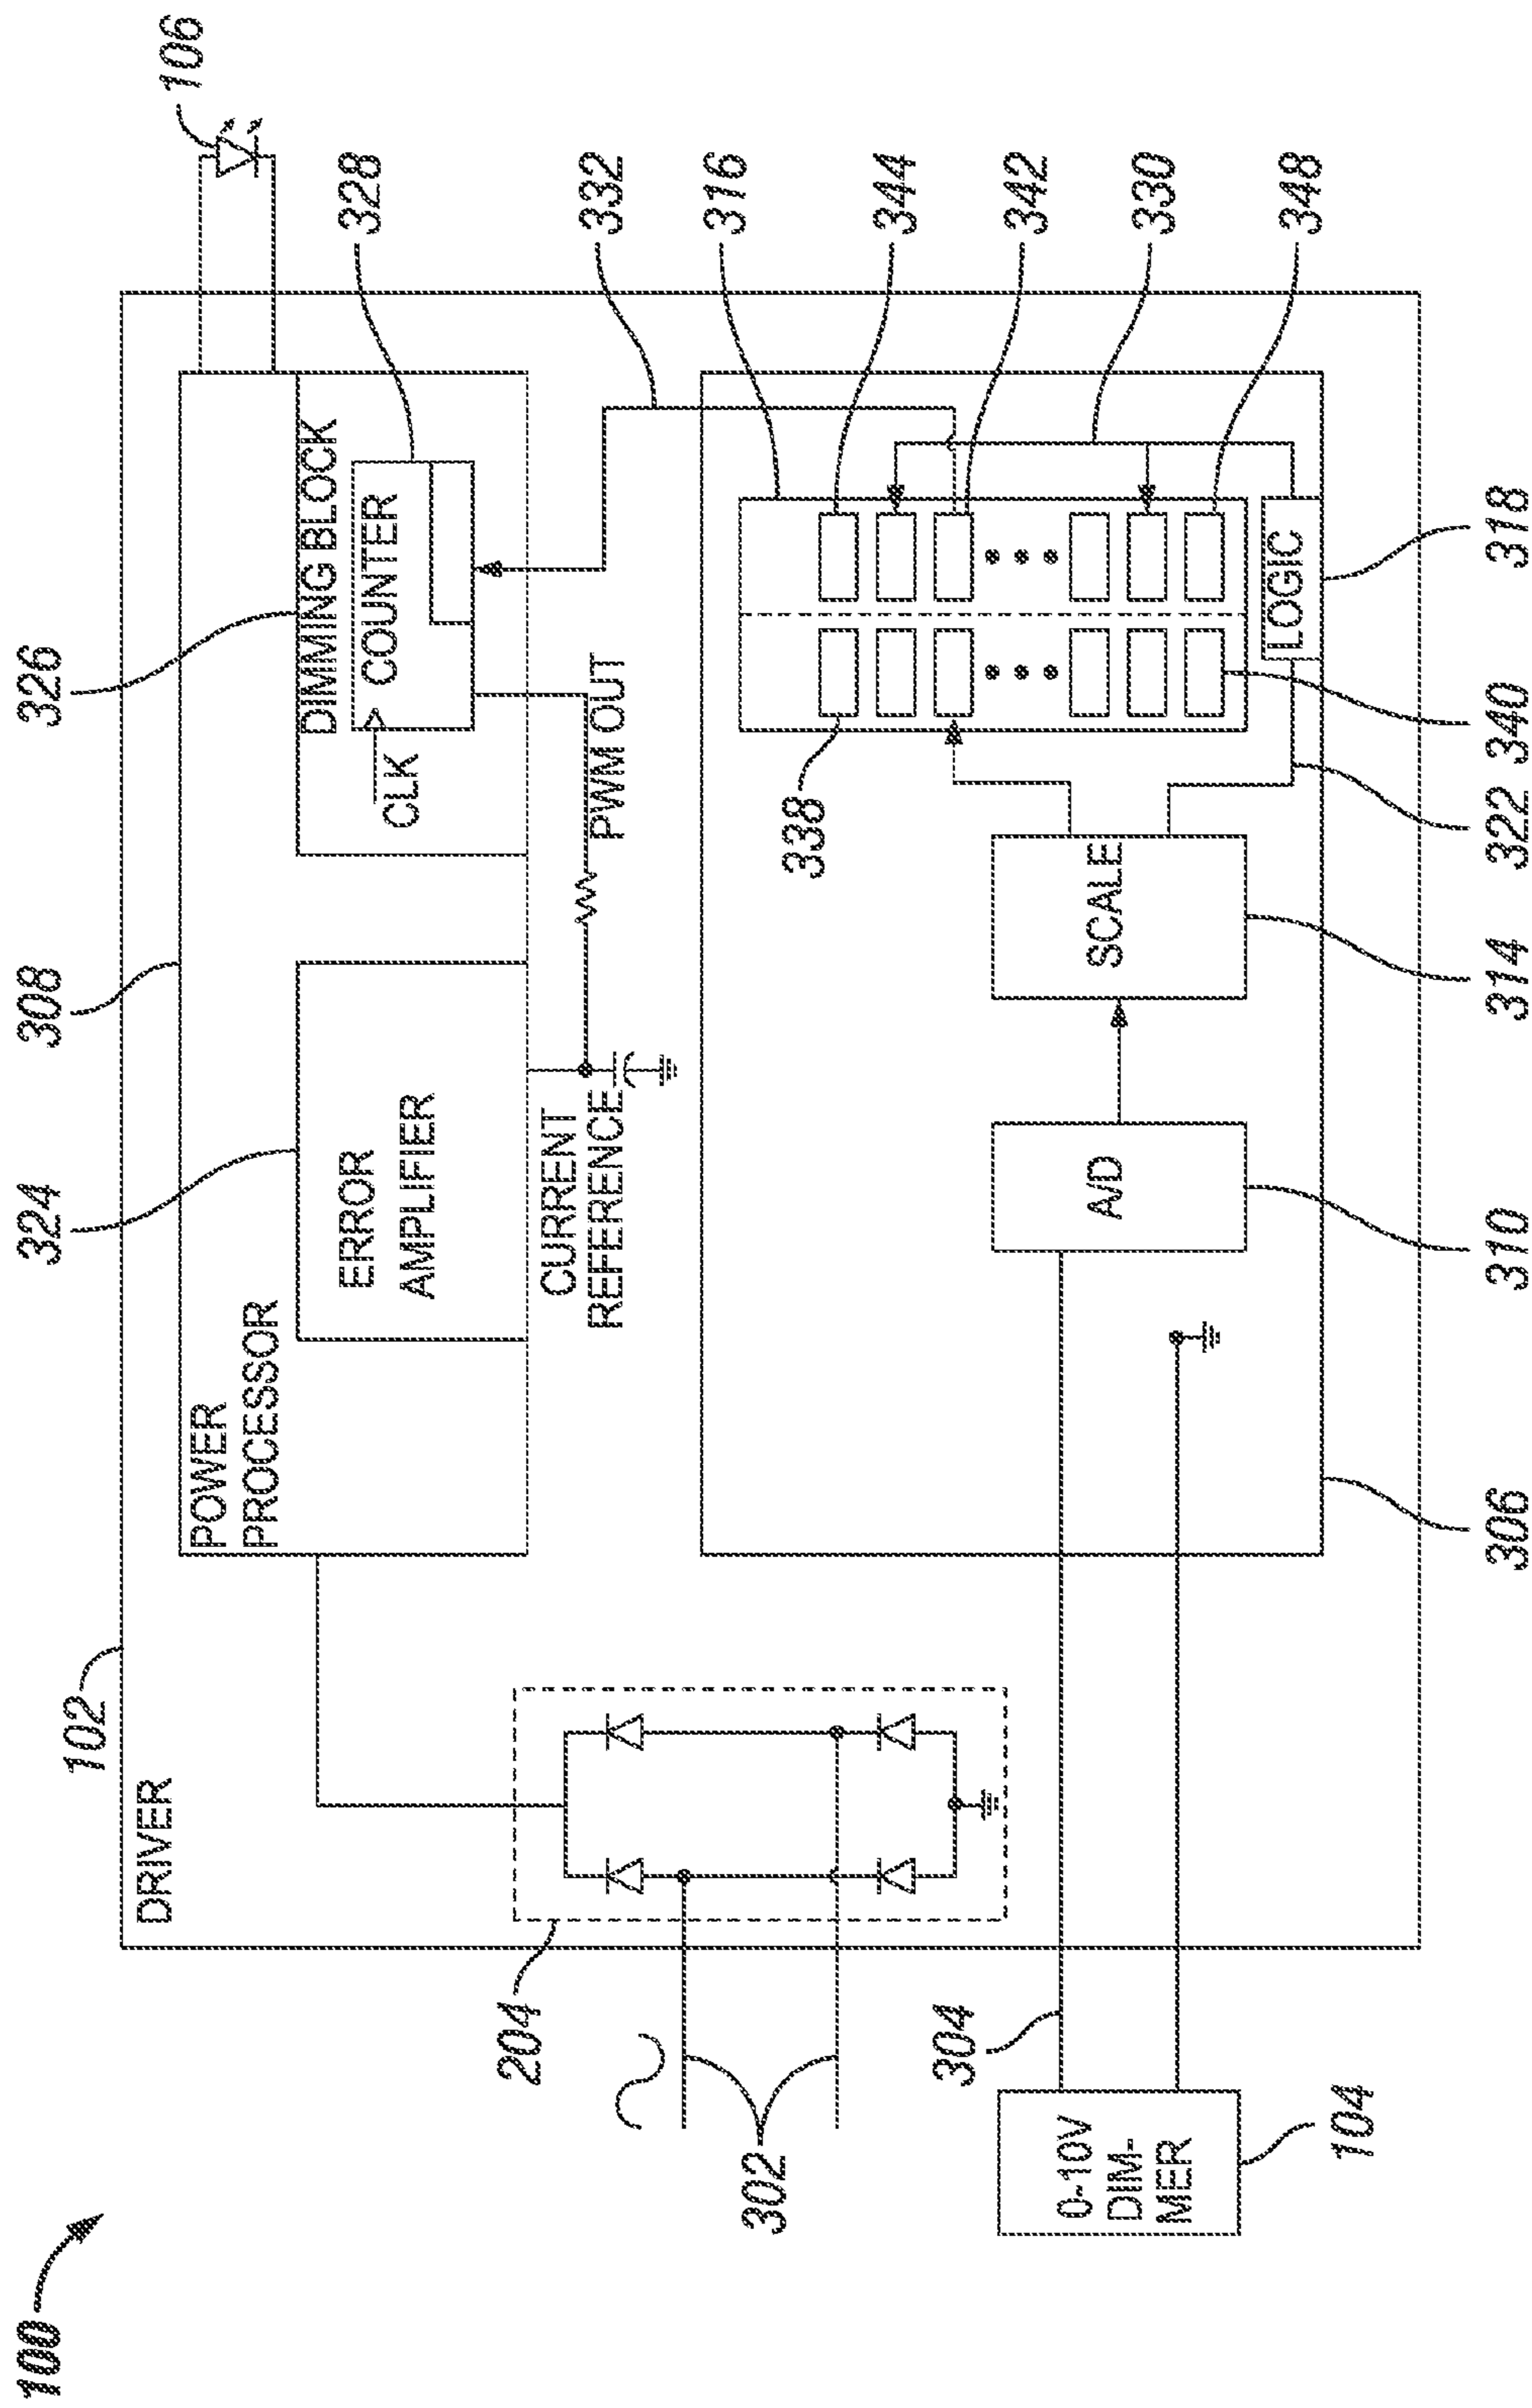 100
DRIVER
102
POWER
PROCESSOR
324
308
326
106
ERROR
AMPLIFIER
DIMMING BLOCK
COUNTER
CLK
328
332
CURRENT
REFERENCE
PWM OUT
204
302
304
0-10V
DIM-
MER
104
A/D
SCALE
338
316
344
342
330
348
LOGIC
306
310
314
322
340
318